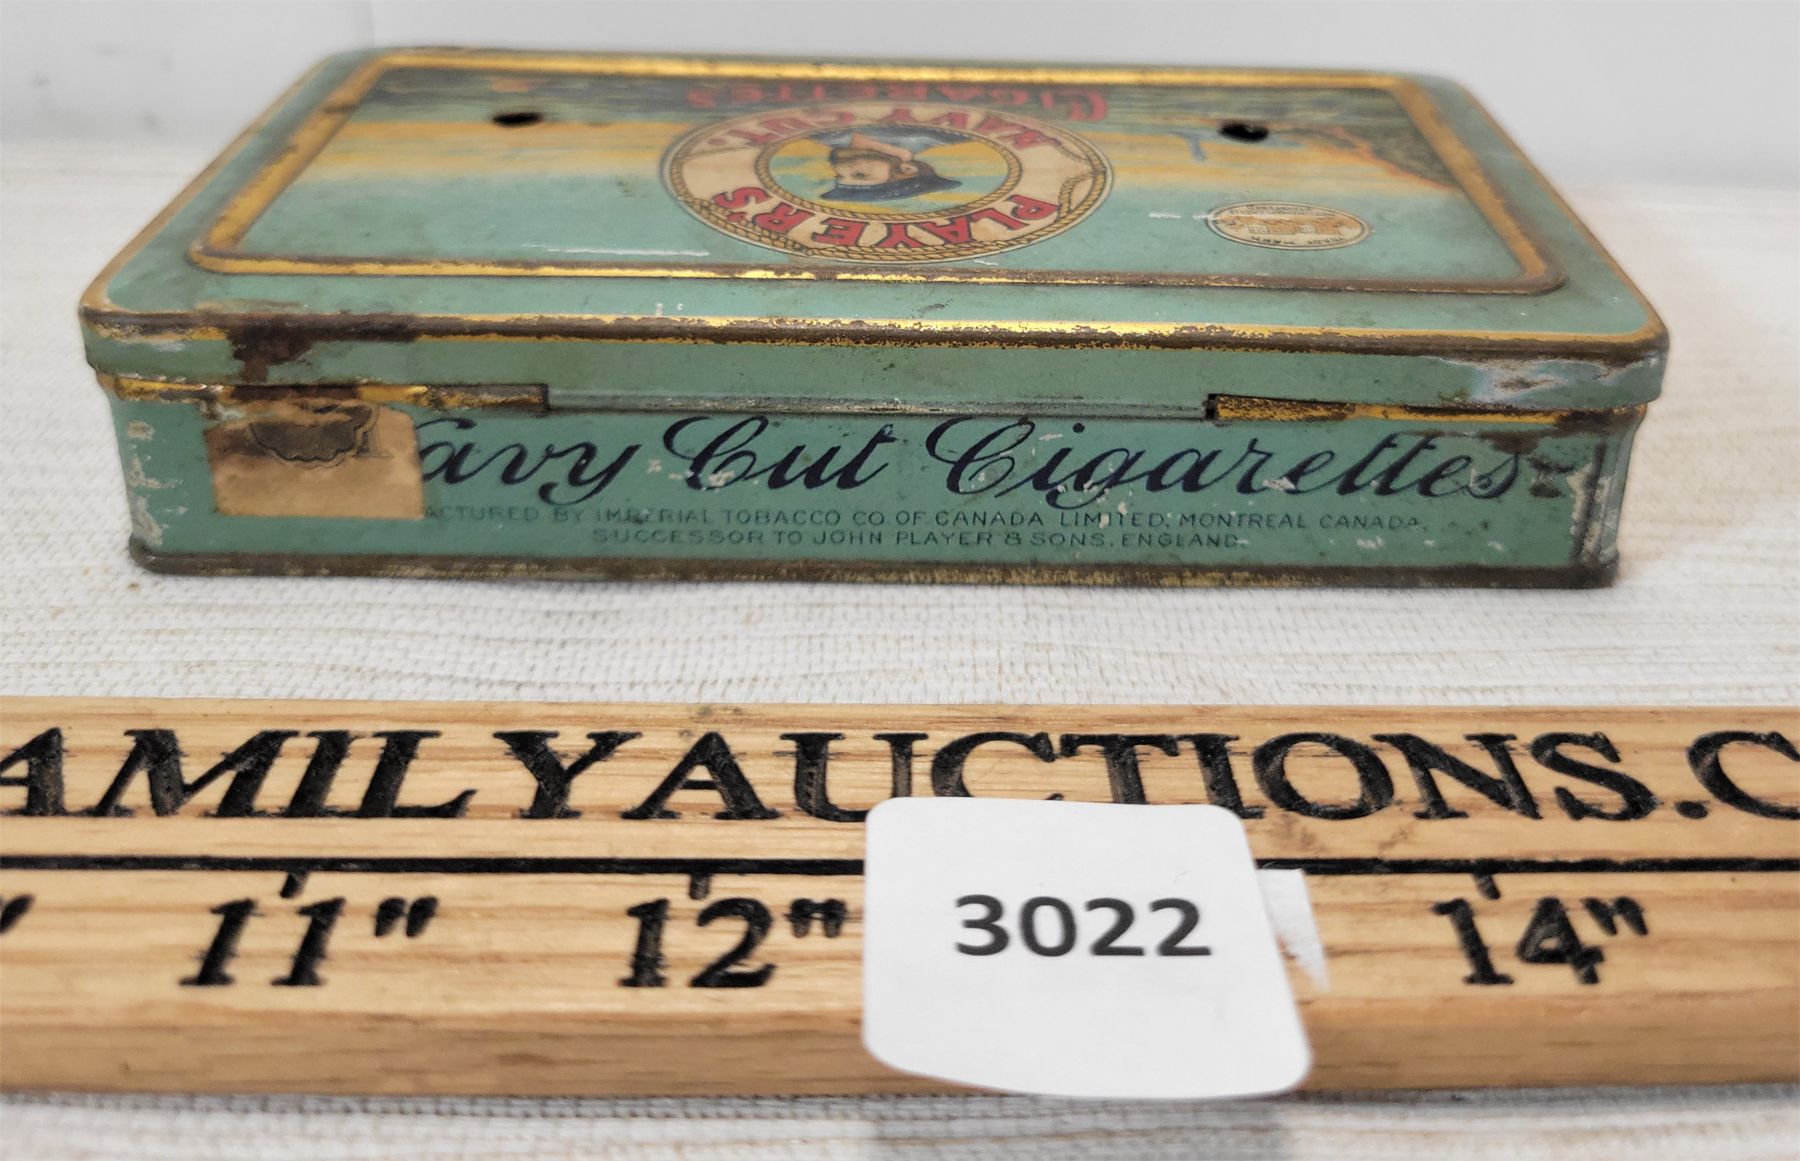 CIGARETTES
NAVY CUT.
PLAYER'S
avy Cut Cigarettes
ACTURED BY IMPERIAL TOBACCO CO OF CANADA LIMITED, MONTREAL CANADA.
SUCCESSOR TO JOHN PLAYER & SONS, ENGLAND.
AMILYAUCTIONS.C
11" 12" 14"
3022